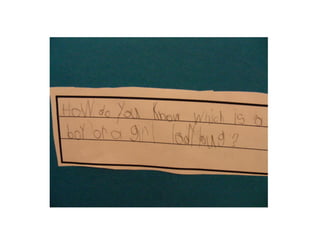 How do you know which is a
boy or a girl ladybug?